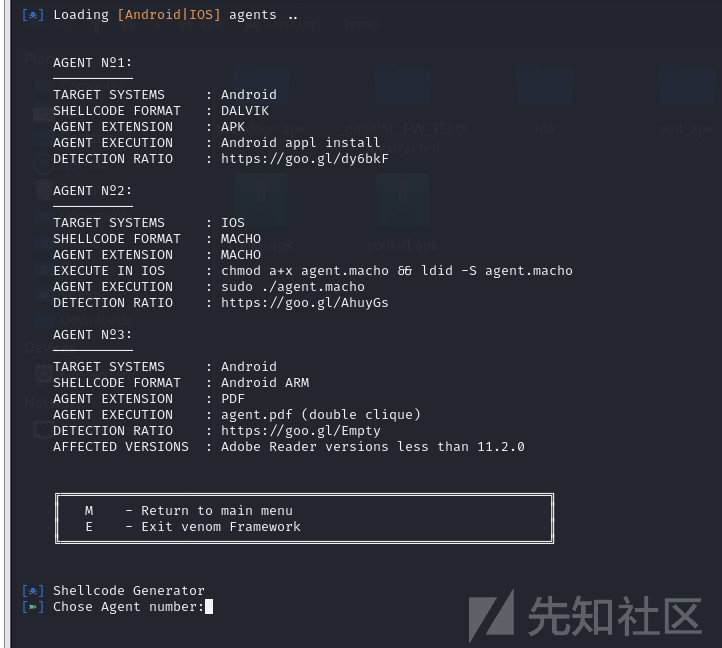 [☠] Loading [Android|IOS] agents ..
AGENT Nº1:
TARGET SYSTEMS : Android
SHELLCODE FORMAT : DALVIK
AGENT EXTENSION : APK
AGENT EXECUTION : Android appl install
DETECTION RATIO : https://goo.gl/dy6bkF
AGENT Nº2:
TARGET SYSTEMS : IOS
SHELLCODE FORMAT : MACHO
AGENT EXTENSION : MACHO
EXECUTE IN IOS : chmod a+x agent.macho && ldid -S agent.macho
AGENT EXECUTION : sudo ./agent.macho
DETECTION RATIO : https://goo.gl/AhuyGs
AGENT Nº3:
TARGET SYSTEMS : Android
SHELLCODE FORMAT : Android ARM
AGENT EXTENSION : PDF
AGENT EXECUTION : agent.pdf (double clique)
DETECTION RATIO : https://goo.gl/Empty
AFFECTED VERSIONS : Adobe Reader versions less than 11.2.0
M - Return to main menu
E - Exit venom Framework
[☠] Shellcode Generator
[➽] Chose Agent number:
先知社区